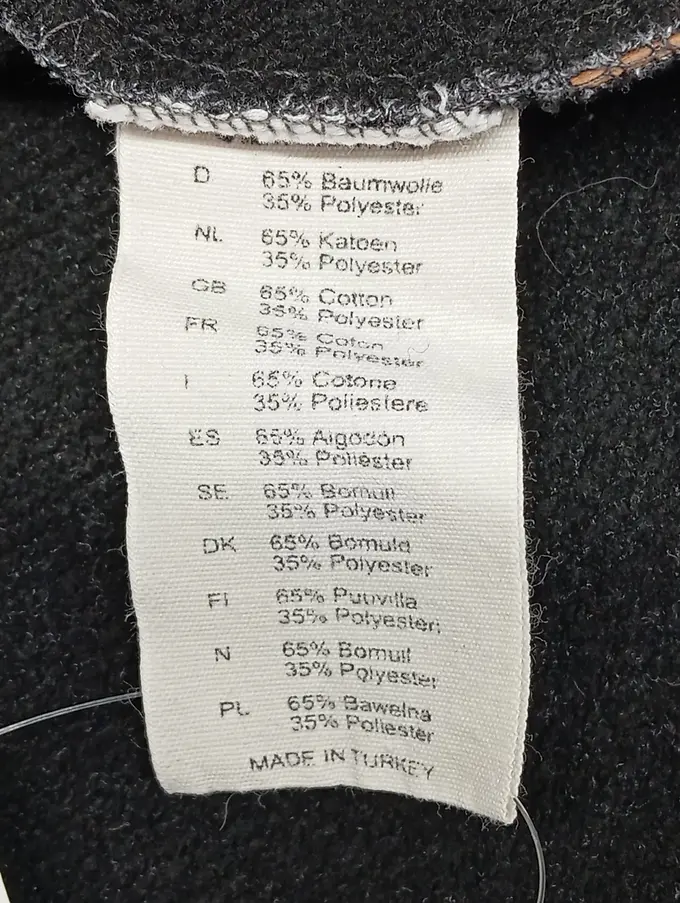 D 65% Baumwolle
35% Polyester
NL 65% Katoen
35% Polyester
GB 65% Cotton
35% Polyester
FR 65% Coton
35% Polyester
I 65% Cotone
35% Poliestere
ES 65% Algodón
35% Poliéster
SE 65% Bomull
35% Polyester
DK 65% Bomuld
35% Polyester
FI 65% Puuvilla
35% Polyesteri
N 65% Bomull
35% Polyester
PL 65% Bawelna
35% Poliester
MADE IN TURKEY